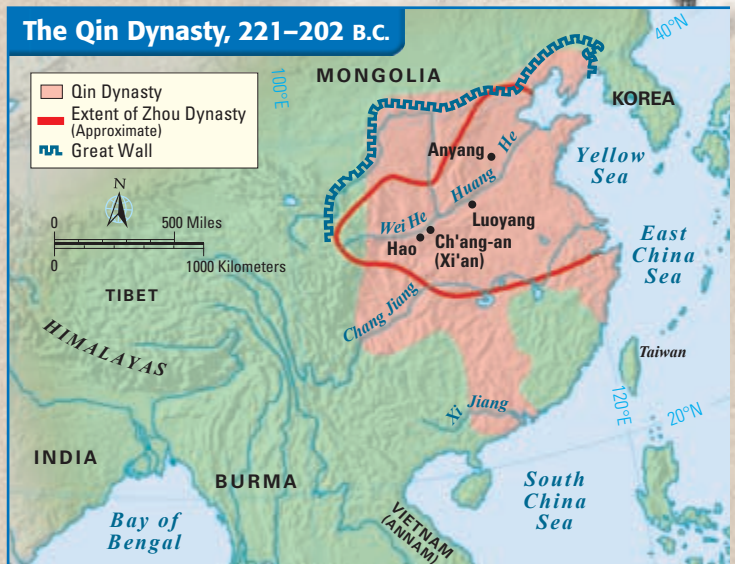 The Qin Dynasty, 221–202 B.C.
Qin Dynasty
Extent of Zhou Dynasty
(Approximate)
Great Wall
N
0 500 Miles
0 1000 Kilometers
100°E
MONGOLIA
40°N
KOREA
Anyang
Huang He
Yellow
Sea
Wei He
Luoyang
Hao
Ch'ang-an
(Xi'an)
East
China
Sea
TIBET
HIMALAYAS
Chang Jiang
Taiwan
Xi Jiang
120°E
20°N
INDIA
BURMA
Bay of
Bengal
VIETNAM
(ANNAM)
South
China
Sea